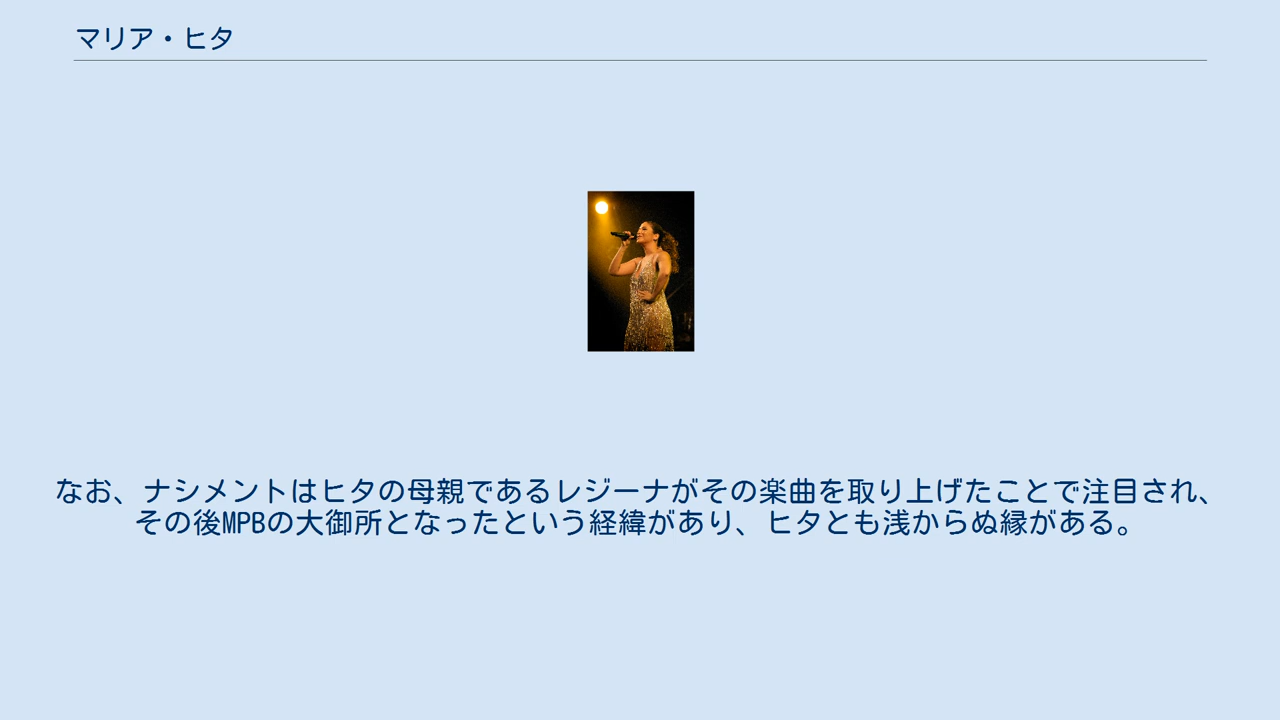 マリア・ヒタ
なお、ナシメントはヒタの母親であるレジーナがその楽曲を取り上げたことで注目され、
その後MPBの大御所となったという経緯があり、ヒタとも浅からぬ縁がある。